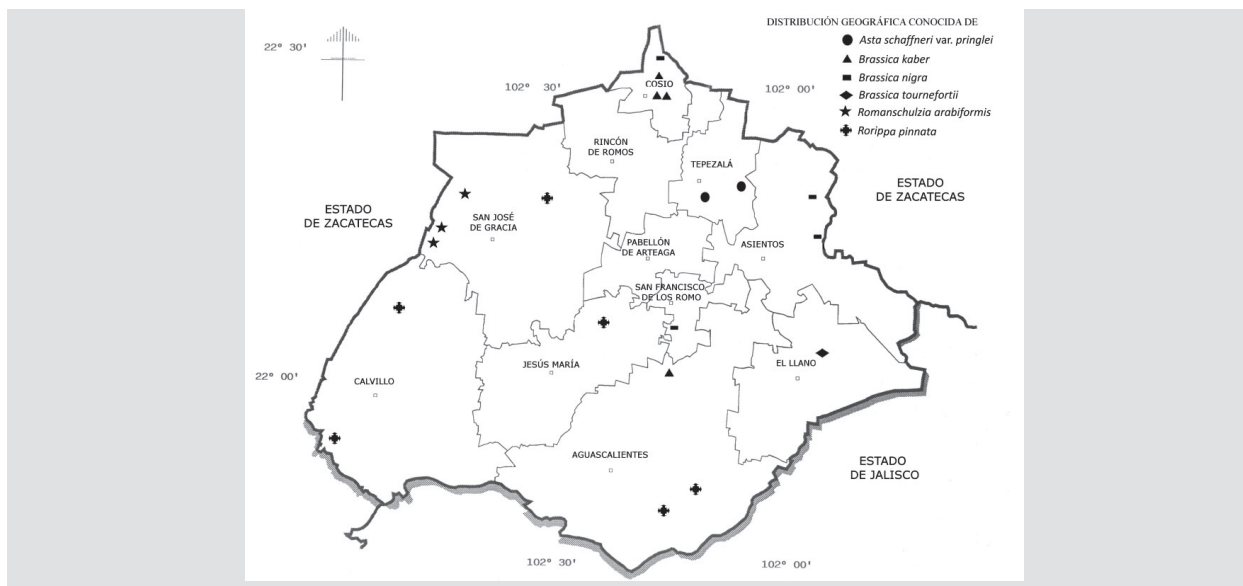 DISTRIBUCIÓN GEOGRÁFICA CONOCIDA DE
Asta schaffneri var. pringlei
Brassica kaber
Brassica nigra
Brassica tournefortii
Romanschulzia arabiformis
Rorippa pinnata
22° 30'
102° 30'
102° 00'
COSIO
RINCÓN
DE ROMOS
TEPEZALÁ
ESTADO
DE ZACATECAS
ESTADO
DE ZACATECAS
SAN JOSÉ
DE GRACIA
PABELLÓN
DE ARTEAGA
ASIENTOS
SAN FRANCISCO
DE LOS ROMO
JESÚS MARÍA
EL LLANO
22° 00'
CALVILLO
AGUASCALIENTES
ESTADO
DE JALISCO
102° 30'
102° 00'